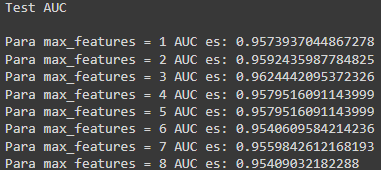 Test AUC
Para max_features = 1 AUC es: 0.9573937044867278
Para max_features = 2 AUC es: 0.9592435987784825
Para max_features = 3 AUC es: 0.9624442095372326
Para max_features = 4 AUC es: 0.9579516091143999
Para max_features = 5 AUC es: 0.9579516091143999
Para max_features = 6 AUC es: 0.9540609584214236
Para max_features = 7 AUC es: 0.9559842612168193
Para max_features = 8 AUC es: 0.95409032182288